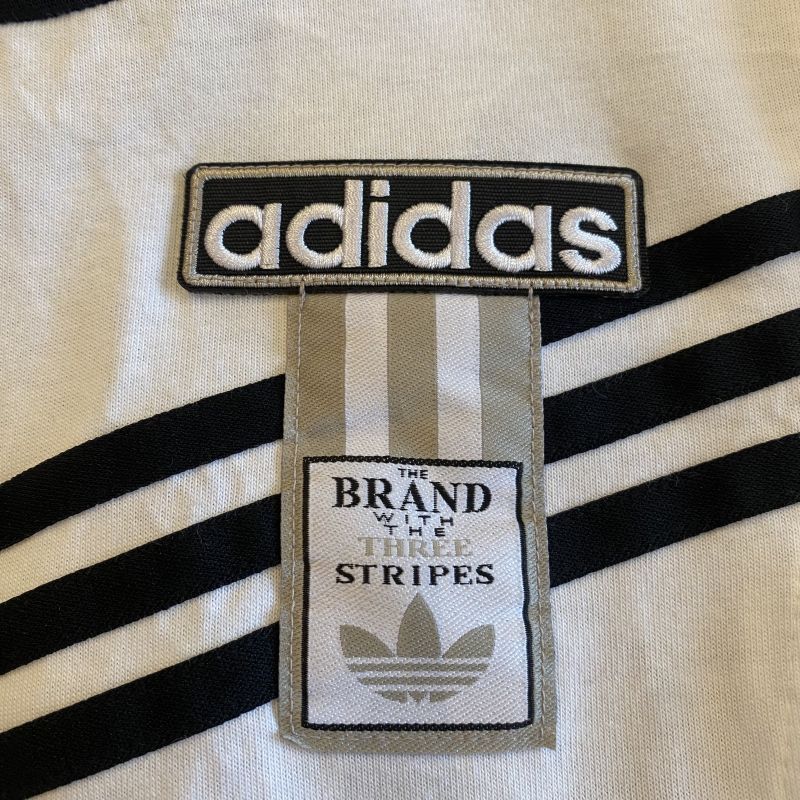 adidas
THE
BRAND
WITH
THE
THREE
STRIPES